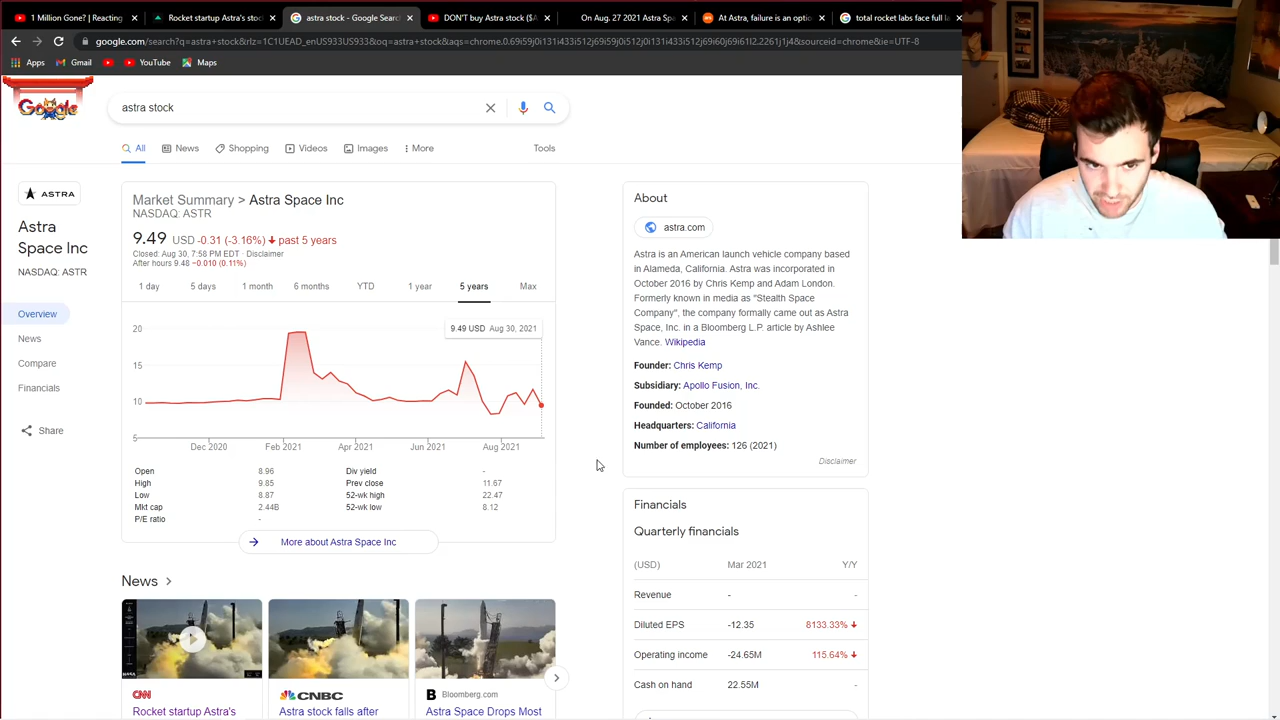 1 Million Gone? | Reacting
Rocket startup Astra's stoc
astra stock - Google Search
DON'T buy Astra stock ($A
On Aug. 27 2021 Astra Sp
At Astra, failure is an optio
total rocket labs face full la
google.com/search?q=astra+stock&rlz=1C1UEAD_enUS933US933&oq=astra+stock&aqs=chrome.0.69i59j0i131i433i512j69i59j0i512j0i131i433i512j69i60j69i61l2.2261j1j4&sourceid=chrome&ie=UTF-8
Apps
Gmail
YouTube
Maps
Google
astra stock
All
News
Shopping
Videos
Images
More
Tools
ASTRA
Astra
Space Inc
NASDAQ: ASTR
Overview
News
Compare
Financials
Share
Market Summary > Astra Space Inc
NASDAQ: ASTR
9.49 USD -0.31 (-3.16%) past 5 years
Closed: Aug 30, 7:58 PM EDT · Disclaimer
After hours 9.48 −0.010 (0.11%)
1 day
5 days
1 month
6 months
YTD
1 year
5 years
Max
9.49 USD Aug 30, 2021
20
15
10
5
Dec 2020
Feb 2021
Apr 2021
Jun 2021
Aug 2021
Open 8.96 Div yield -
High 9.85 Prev close 11.67
Low 8.87 52-wk high 22.47
Mkt cap 2.44B 52-wk low 8.12
P/E ratio -
More about Astra Space Inc
News
CNN
Rocket startup Astra's
CNBC
Astra stock falls after
Bloomberg.com
Astra Space Drops Most
About
astra.com
Astra is an American launch vehicle company based
in Alameda, California. Astra was incorporated in
October 2016 by Chris Kemp and Adam London.
Formerly known in media as "Stealth Space
Company", the company formally came out as Astra
Space, Inc. in a Bloomberg L.P. article by Ashlee
Vance. Wikipedia
Founder: Chris Kemp
Subsidiary: Apollo Fusion, Inc.
Founded: October 2016
Headquarters: California
Number of employees: 126 (2021)
Disclaimer
Financials
Quarterly financials
(USD) Mar 2021 Y/Y
Revenue - -
Diluted EPS -12.35 8133.33%
Operating income -24.65M 115.64%
Cash on hand 22.55M -